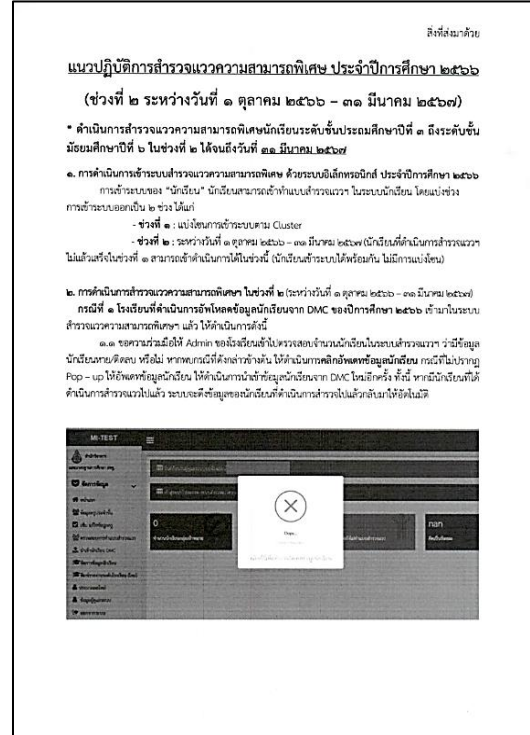 สิ่งที่ส่งมาด้วย
แนวปฏิบัติการสำรวจแววความสามารถพิเศษ ประจำปีการศึกษา ๒๕๖๖
(ช่วงที่ ๒ ระหว่างวันที่ ๑ ตุลาคม ๒๕๖๖ – ๓๑ มีนาคม ๒๕๖๗)
* ดำเนินการสำรวจแววความสามารถพิเศษนักเรียนระดับชั้นประถมศึกษาปีที่ ๓ ถึงระดับชั้น
มัธยมศึกษาปีที่ ๖ ในช่วงที่ ๒ ได้จนถึงวันที่ ๓๑ มีนาคม ๒๕๖๗
๑. การดำเนินการเข้าระบบสำรวจแววความสามารถพิเศษ ด้วยระบบอิเล็กทรอนิกส์ ประจำปีการศึกษา ๒๕๖๖
การเข้าระบบของ "นักเรียน" นักเรียนสามารถเข้าทำแบบสำรวจแววฯ ในระบบนักเรียน โดยแบ่งช่วง
การเข้าระบบออกเป็น ๒ ช่วง ได้แก่
- ช่วงที่ ๑ : แบ่งโซนการเข้าระบบตาม Cluster
- ช่วงที่ ๒ : ระหว่างวันที่ ๑ ตุลาคม ๒๕๖๖ – ๓๑ มีนาคม ๒๕๖๗ (นักเรียนที่ดำเนินการสำรวจแววฯ
ไม่แล้วเสร็จในช่วงที่ ๑ สามารถเข้าดำเนินการได้ในช่วงนี้ (นักเรียนเข้าระบบได้พร้อมกัน ไม่มีการแบ่งโซน)
๒. การดำเนินการสำรวจแววความสามารถพิเศษฯ ในช่วงที่ ๒ (ระหว่างวันที่ ๑ ตุลาคม ๒๕๖๖ – ๓๑ มีนาคม ๒๕๖๗)
กรณีที่ ๑ โรงเรียนที่ดำเนินการอัพโหลดข้อมูลนักเรียนจาก DMC ของปีการศึกษา ๒๕๖๖ เข้ามาในระบบ
สำรวจแววความสามารถพิเศษฯ แล้ว ให้ดำเนินการดังนี้
๑.๑ ขอความร่วมมือให้ Admin ของโรงเรียนเข้าไปตรวจสอบจำนวนนักเรียนในระบบสำรวจแววฯ ว่ามีข้อมูล
นักเรียนหาย/ติดลบ หรือไม่ หากพบกรณีที่ดังกล่าวข้างต้น ให้ดำเนินการคลิกอัพเดทข้อมูลนักเรียน กรณีที่ไม่ปรากฏ
Pop – up ให้อัพเดทข้อมูลนักเรียน ให้ดำเนินการนำเข้าข้อมูลนักเรียนจาก DMC ใหม่อีกครั้ง ทั้งนี้ หากมีนักเรียนที่ได้
ดำเนินการสำรวจแววไปแล้ว ระบบจะดึงข้อมูลของนักเรียนที่ดำเนินการสำรวจไปแล้วกลับมาให้อัตโนมัติ
MI-TEST
จัดการข้อมูล
หน้าแรก
นำเข้านักเรียน DMC
0
nan